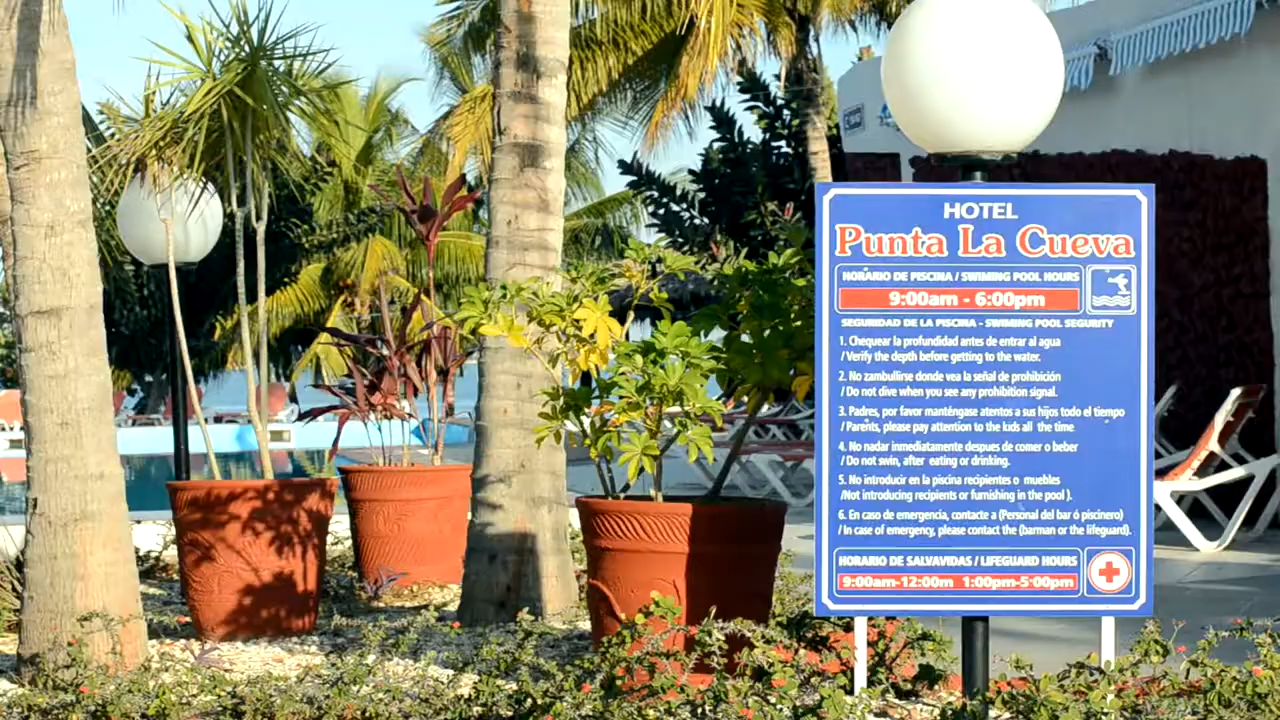 HOTEL
Punta La Cueva
HORARIO DE PISCINA / SWIMING POOL HOURS
9:00am - 6:00pm
SEGURIDAD DE LA PISCINA - SWIMING POOL SEGURITY
1. Chequear la profundidad antes de entrar al agua
/ Verify the depth before getting to the water.
2. No zambullirse donde vea la señal de prohibición
/ Do not dive when you see any prohibition signal.
3. Padres, por favor manténgase atentos a sus hijos todo el tiempo
/ Parents, please pay attention to the kids all the time
4. No nadar inmediatamente despues de comer o beber
/ Do not swin, after eating or drinking.
5. No introducir en la piscina recipientes o muebles
/Not introducing recipients or furnishing in the pool ).
6. En caso de emergencia, contacte a (Personal del bar ó piscinero)
/ In case of emergency, please contact the (barman or the lifeguard).
HORARIO DE SALVAVIDAS / LIFEGUARD HOURS
9:00am-12:00m 1:00pm-5:00pm